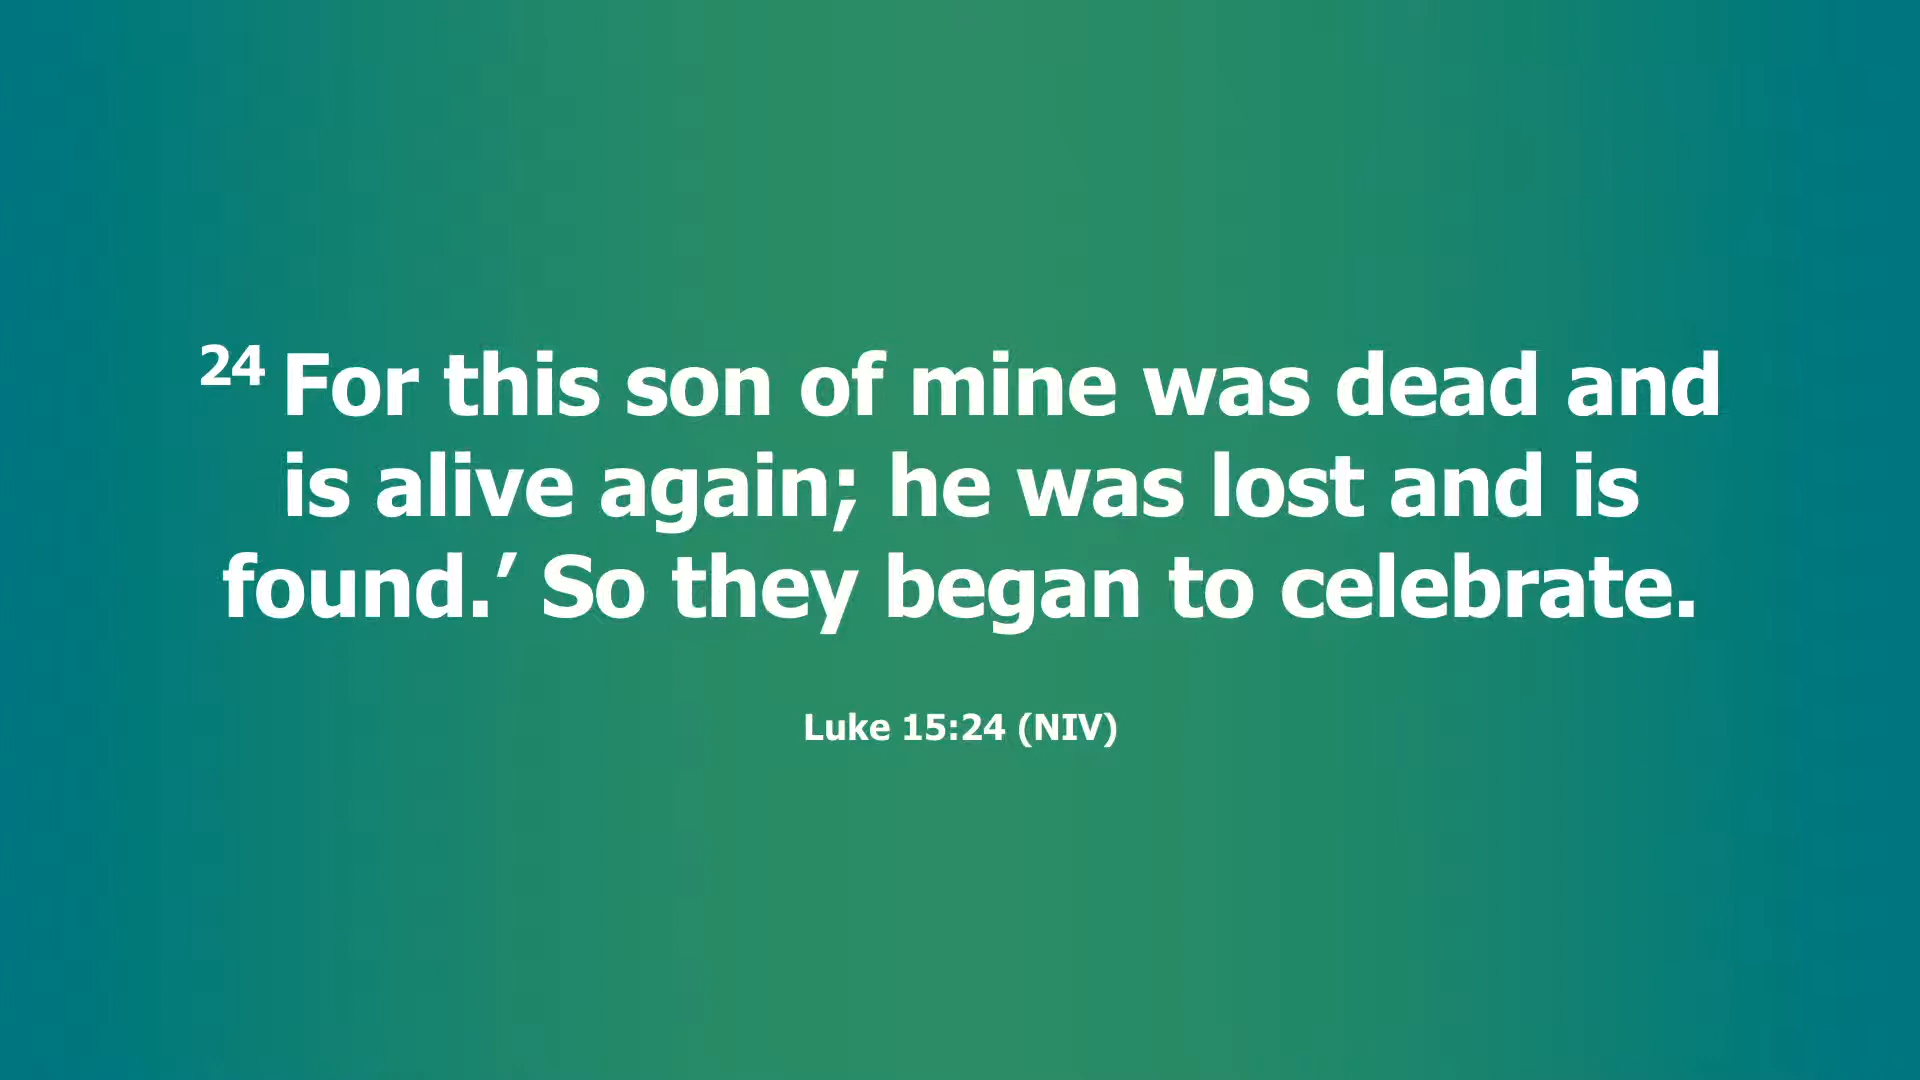 24 For this son of mine was dead and
is alive again; he was lost and is
found.’ So they began to celebrate.
Luke 15:24 (NIV)